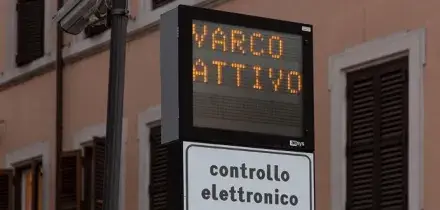 VARCO
ATTIVO
controllo
elettronico